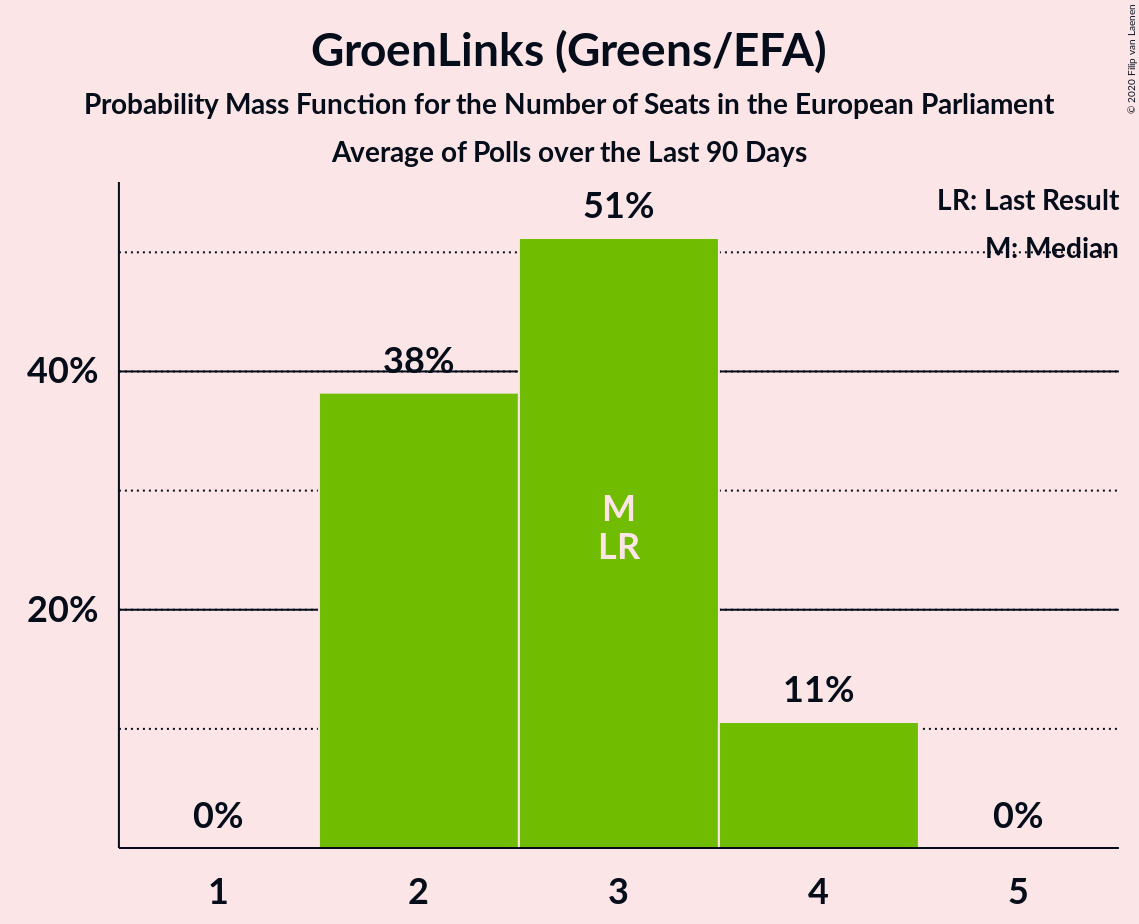 GroenLinks (Greens/EFA)
Probability Mass Function for the Number of Seats in the European Parliament
Average of Polls over the Last 90 Days
© 2020 Filip van Laenen
LR: Last Result
M: Median
51%
38%
40%
M
LR
20%
11%
0%
0%
1 2 3 4 5